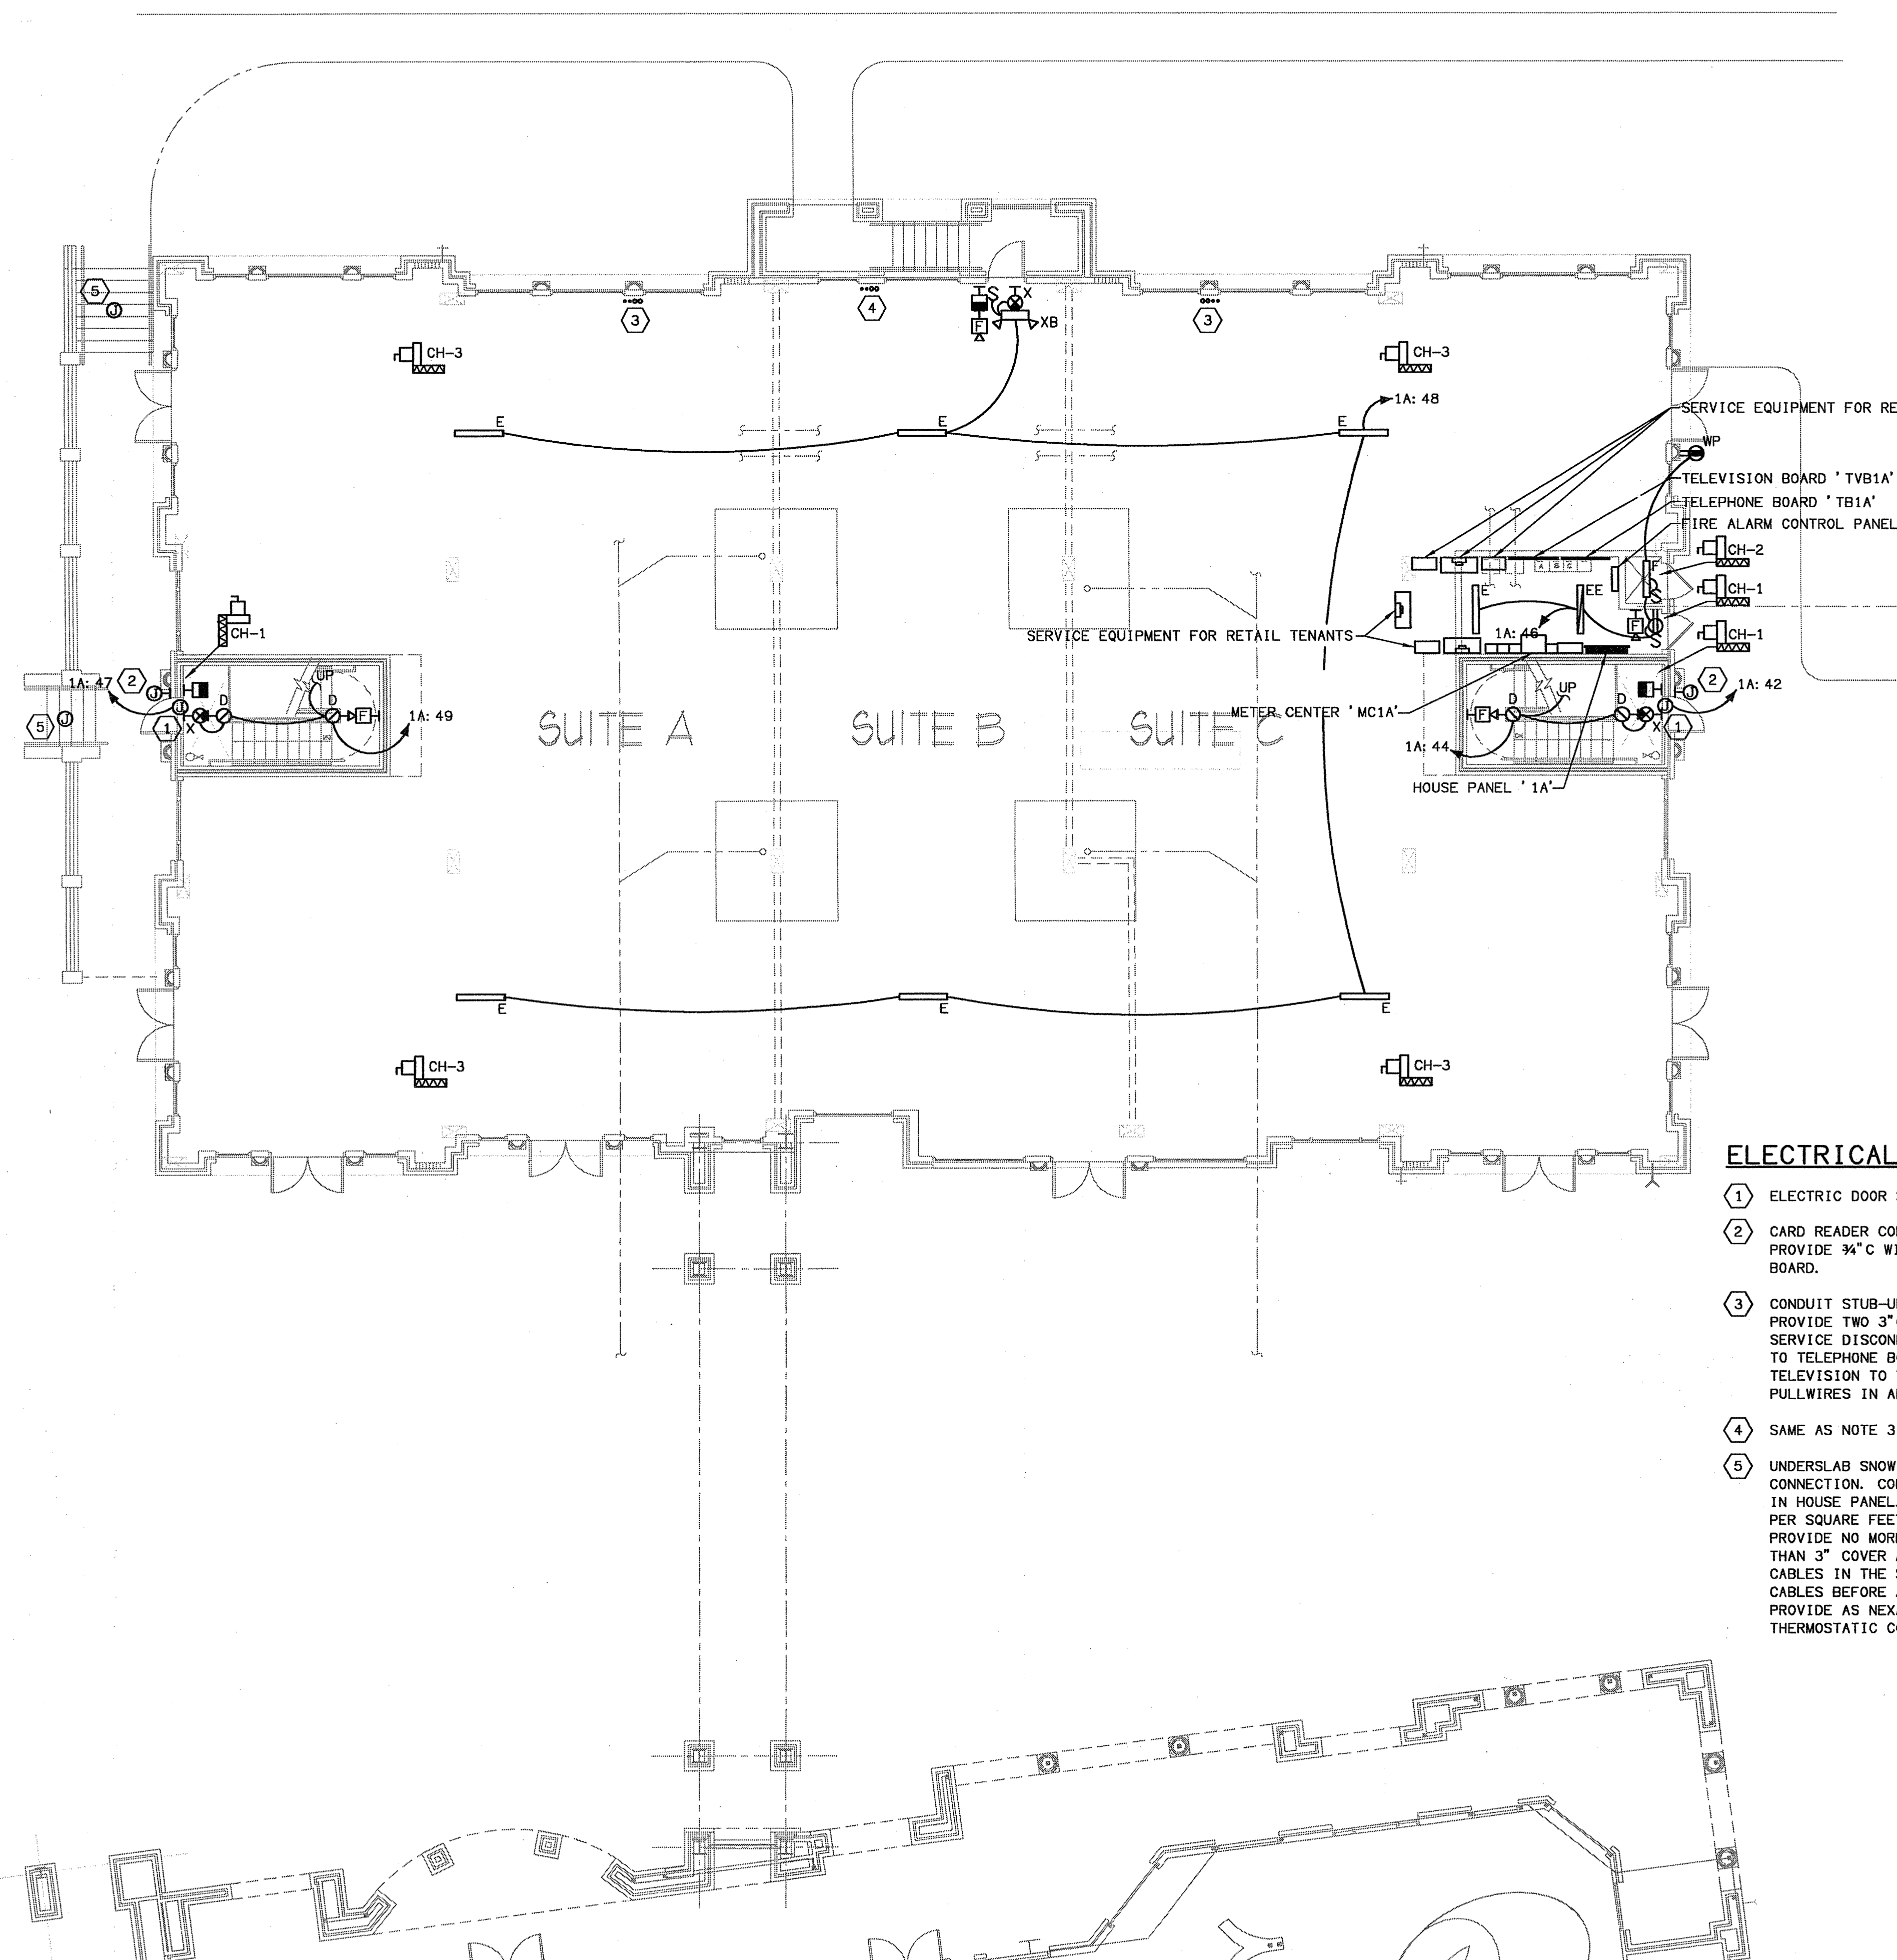 5
J
3
4
S
X
F
XB
3
CH-3
CH-3
1A: 48
E
E
E
SERVICE EQUIPMENT FOR RE
WP
TELEVISION BOARD 'TVB1A'
TELEPHONE BOARD 'TB1A'
FIRE ALARM CONTROL PANEL
CH-2
A B C
F
E
EE
S
CH-1
CH-1
1A: 46
F
J
S
SERVICE EQUIPMENT FOR RETAIL TENANTS
CH-1
2
1A: 47
J
UP
D
D
F
J
X
1
1A: 49
5
J
SUITE A
SUITE B
SUITE C
METER CENTER 'MC1A'
D
UP
D
F
J
J
2
1A: 42
X
1
1A: 44
HOUSE PANEL '1A'
E
E
E
CH-3
CH-3
ELECTRICAL
1 ELECTRIC DOOR
2 CARD READER CO
PROVIDE ¾"C WI
BOARD.
3 CONDUIT STUB-U
PROVIDE TWO 3"
SERVICE DISCON
TO TELEPHONE B
TELEVISION TO
PULLWIRES IN A
4 SAME AS NOTE 3
5 UNDERSLAB SNOW
CONNECTION. CO
IN HOUSE PANEL
PER SQUARE FEE
PROVIDE NO MOR
THAN 3" COVER
CABLES IN THE
CABLES BEFORE
PROVIDE AS NEX
THERMOSTATIC C